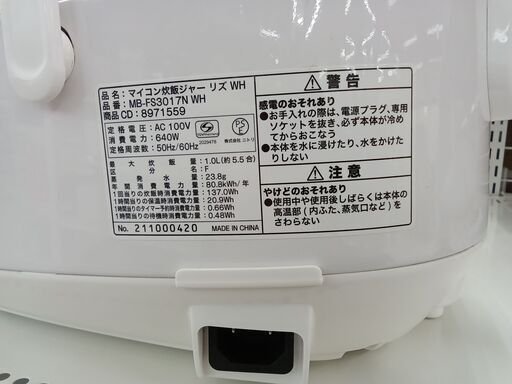 品名：マイコン炊飯ジャー リズ WH
型番：MB-FS3017N WH
商品CD：8971559
定格電圧：AC 100V
消費電力：640W
定格周波数：50Hz/60Hz
2029478
株式会社 ニトリ
最大炊飯量：1.0L(約5.5合)
区分名：F
蒸発水量：23.8g
年間消費電力量：80.8kWh/年
1回当たりの炊飯時消費電力量：137.0Wh
1時間当たりの保温時消費電力量：20.9Wh
1時間当たりのタイマー予約時消費電力量：0.66Wh
1時間当たりの待機時消費電力量：0.48Wh
No. 211000420 MADE IN CHINA
警告
感電のおそれあり
●お手入れの際は、電源プラグ、専用
ソケットを抜き、必ず本体が冷め
てからおこなう
●本体を水に浸けたり、水をかけた
りしない
注意
やけどのおそれあり
●使用中や使用後しばらくは本体の
高温部(内ふた、蒸気口など)を
さわらない